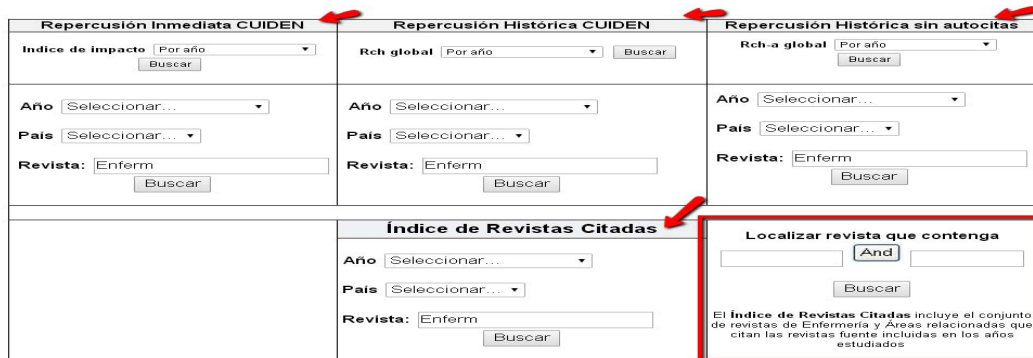 Repercusión Inmediata CUIDEN
Indice de impacto Por año
Buscar
Año Seleccionar...
País Seleccionar...
Revista: Enferm
Buscar
Repercusión Histórica CUIDEN
Rch global Por año Buscar
Año Seleccionar...
País Seleccionar...
Revista: Enferm
Buscar
Repercusión Histórica sin autocitas
Rch-a global Por año
Buscar
Año Seleccionar...
País Seleccionar...
Revista: Enferm
Buscar
Índice de Revistas Citadas
Año Seleccionar...
País Seleccionar...
Revista: Enferm
Buscar
Localizar revista que contenga
And
Buscar
El Índice de Revistas Citadas incluye el conjunto
de revistas de Enfermería y Áreas relacionadas que
citan las revistas fuente incluidas en los años
estudiados